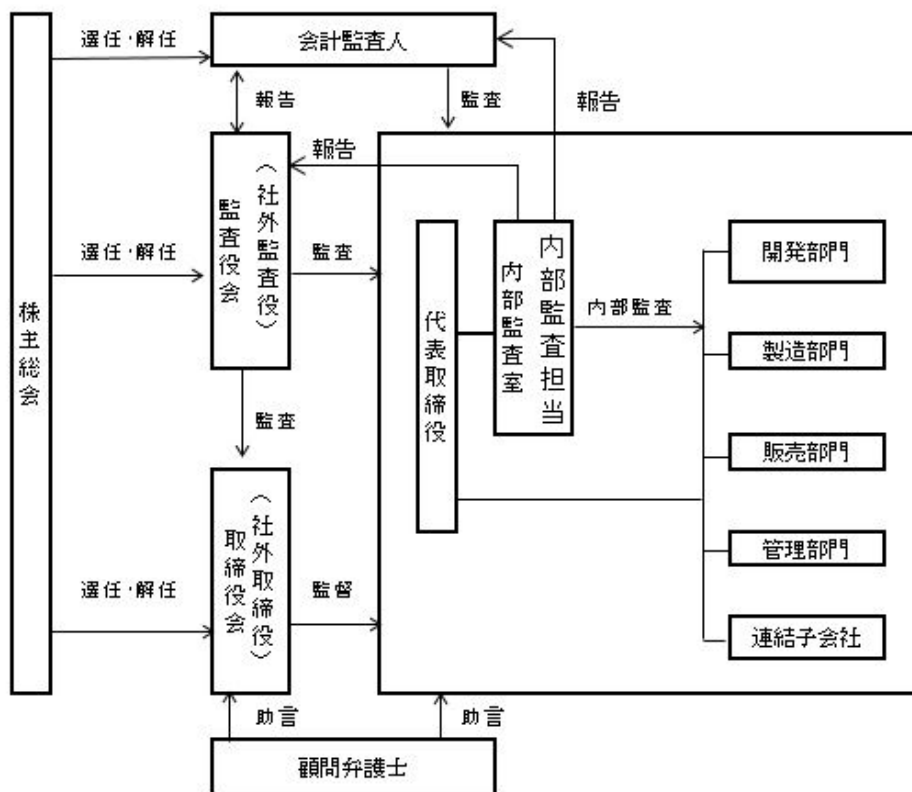 選任・解任
会計監査人
報告
監査
報告
報告
監査役会
（社外監査役）
選任・解任
監査
株主総会
代表取締役
内部監査室
内部監査担当
内部監査
開発部門
製造部門
販売部門
管理部門
連結子会社
監査
取締役会
（社外取締役）
選任・解任
監督
助言
助言
顧問弁護士